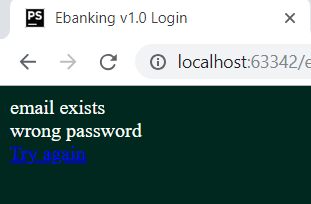 PS Ebanking v1.0 Login
localhost:63342/e
email exists
wrong password
Try again